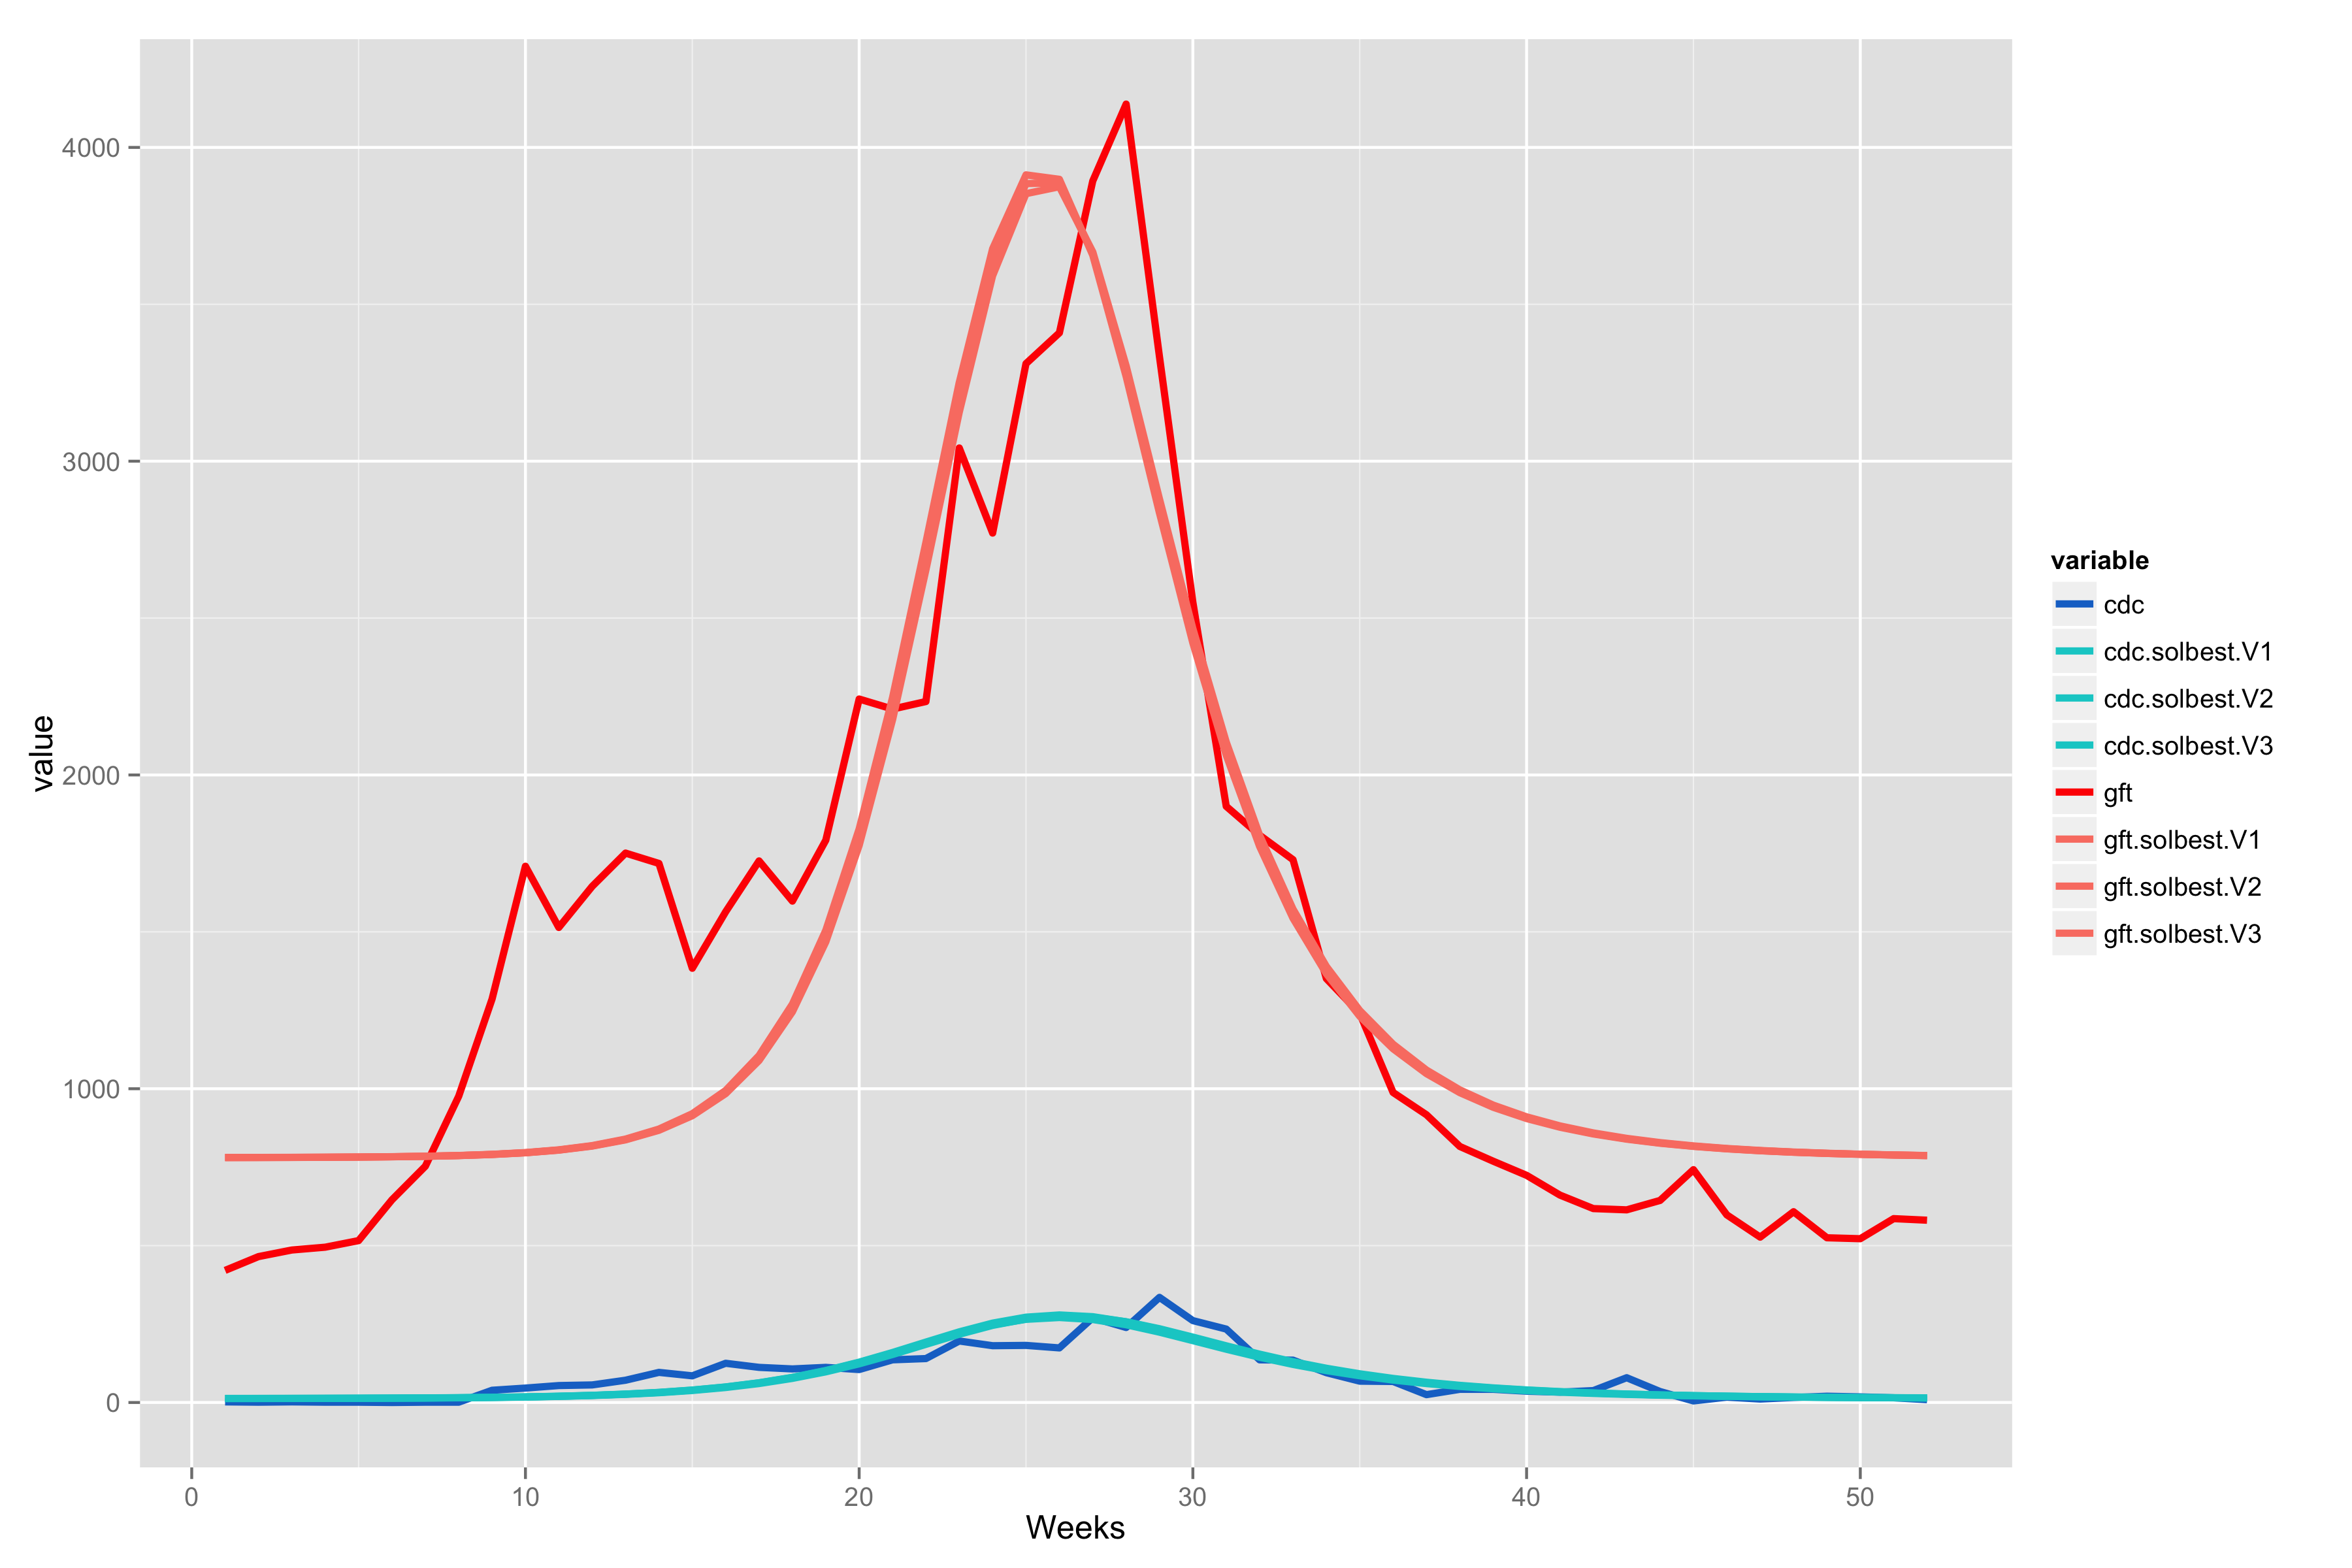 value
4000
3000
2000
1000
0
0 10 20 30 40 50
Weeks
variable
cdc
cdc.solbest.V1
cdc.solbest.V2
cdc.solbest.V3
gft
gft.solbest.V1
gft.solbest.V2
gft.solbest.V3